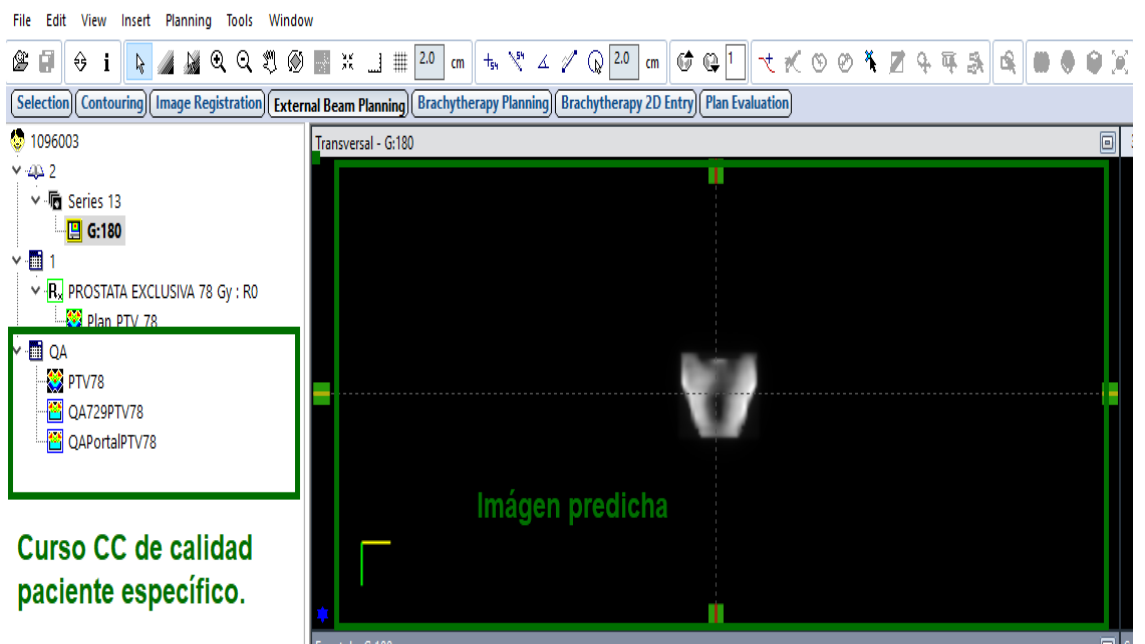 File Edit View Insert Planning Tools Window
2.0 cm 2.0 cm 1
Selection Contouring Image Registration External Beam Planning Brachytherapy Planning Brachytherapy 2D Entry Plan Evaluation
1096003
2
Series 13
G:180
1
Rx PROSTATA EXCLUSIVA 78 Gy : R0
Plan PTV 78
QA
PTV78
QA729PTV78
QAPortalPTV78
Curso CC de calidad
paciente específico.
Transversal - G:180
Imágen predicha